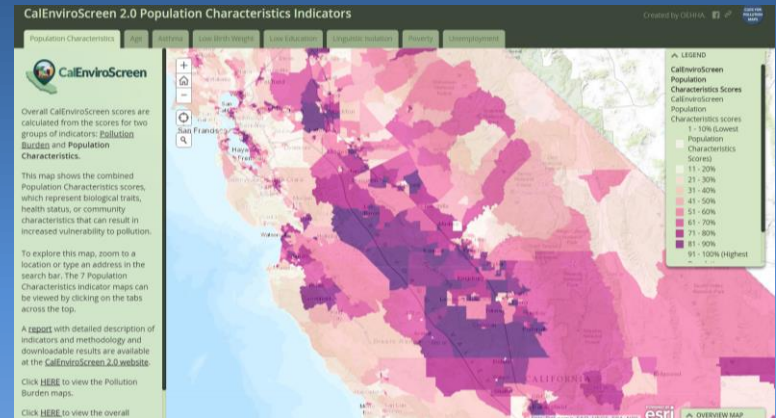 CalEnviroScreen 2.0 Population Characteristics Indicators
Created by OEHHA
Population Characteristics
Age
Asthma
Low Birth Weight
Low Education
Linguistic Isolation
Poverty
Unemployment
CalEnviroScreen
Overall CalEnviroScreen scores are
calculated from the scores for two
groups of indicators: Pollution
Burden and Population
Characteristics.
This map shows the combined
Population Characteristics scores,
which represent biological traits,
health status, or community
characteristics that can result in
increased vulnerability to pollution.
To explore this map, zoom to a
location or type an address in the
search bar. The 7 Population
Characteristics indicator maps can
be viewed by clicking on the tabs
across the top.
A report with detailed description of
indicators and methodology and
downloadable results are available
at the CalEnviroScreen 2.0 website.
Click HERE to view the Pollution
Burden maps.
Click HERE to view the overall
San Francisco
CALIFORNIA
LEGEND
CalEnviroScreen
Population
Characteristics Scores
CalEnviroScreen
Population
Characteristics scores
1 - 10% (Lowest
Population
Characteristics
Scores)
11 - 20%
21 - 30%
31 - 40%
41 - 50%
51 - 60%
61 - 70%
71 - 80%
81 - 90%
91 - 100% (Highest
esri
OVERVIEW MAP